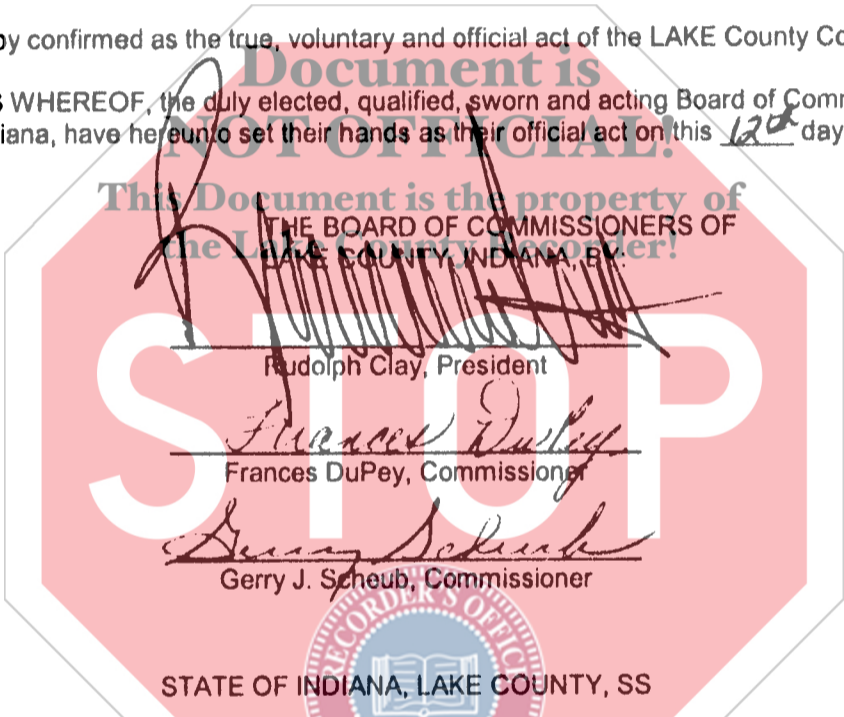 by confirmed as the true, voluntary and official act of the LAKE County Co
Document is
S WHEREOF, the duly elected, qualified, sworn and acting Board of Comm
iana, have hereunto set their hands as their official act on this 12th day
NOT OFFICIAL!
This Document is the property of
THE BOARD OF COMMISSIONERS OF
the Lake County Recorder!
LAKE COUNTY, INDIANA, BY:
STOP
Rudolph Clay, President
Frances DuPey
Frances DuPey, Commissioner
Gerry Scheub
Gerry J. Scheub, Commissioner
RECORDER'S OFFICE
STATE OF INDIANA, LAKE COUNTY, SS